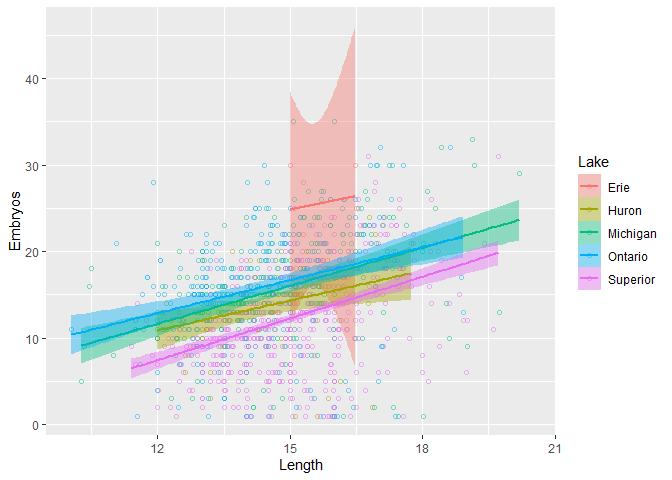 40
30
20
10
0
Embryos
12
15
18
21
Length
Lake
Erie
Huron
Michigan
Ontario
Superior